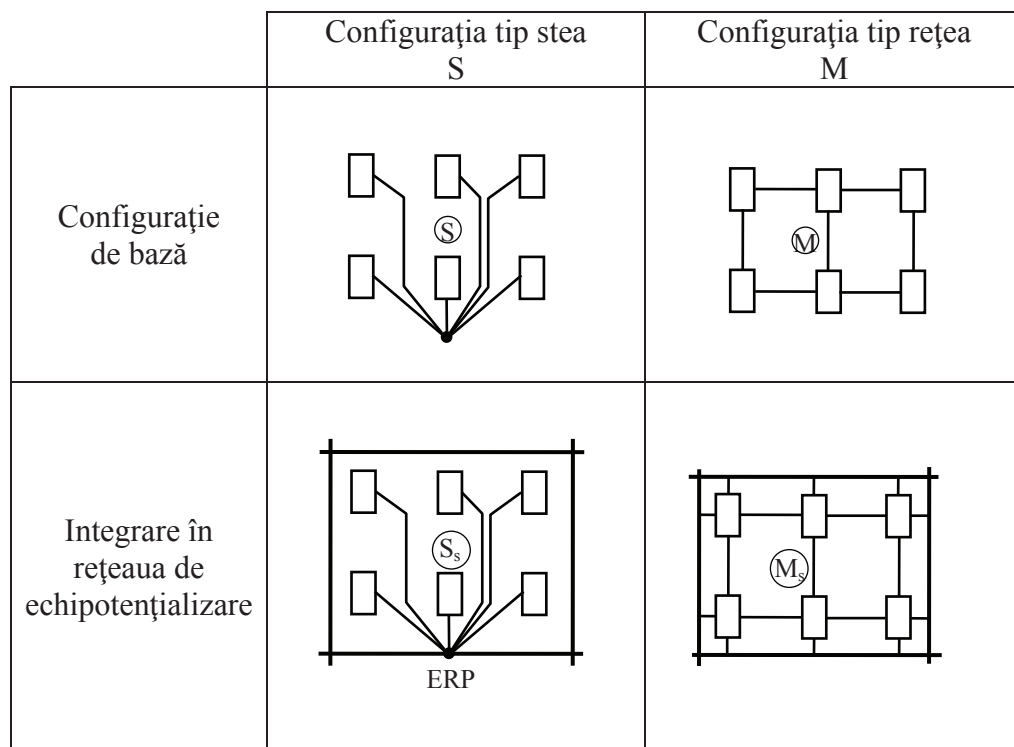 Configuraţia tip stea
S
Configuraţia tip reţea
M
Configuraţie
de bază
S
M
Integrare în
reţeaua de
echipotenţializare
Ss
Ms
ERP